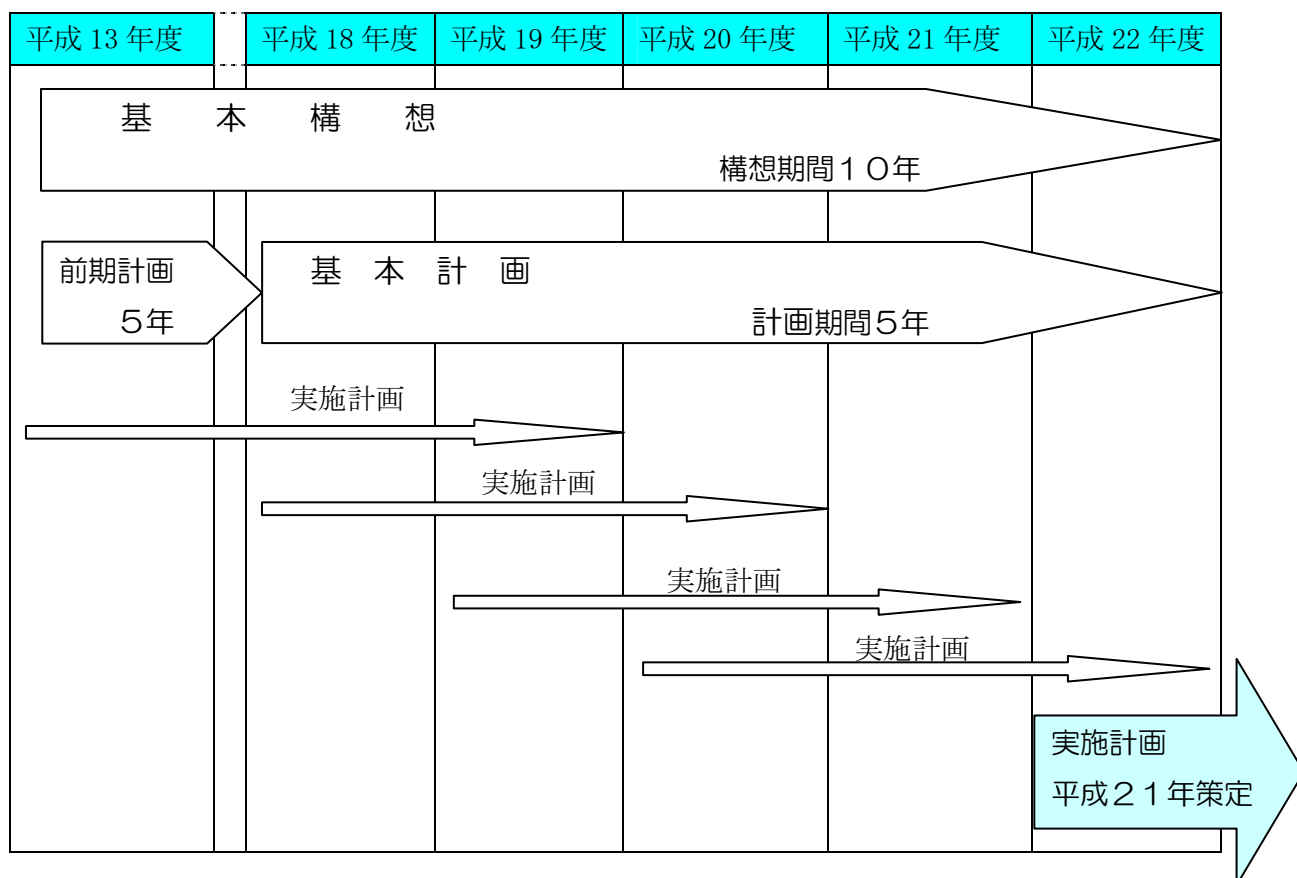 平成 13 年度
平成 18 年度
平成 19 年度
平成 20 年度
平成 21 年度
平成 22 年度
基　本　構　想
構想期間１０年
前期計画
５年
基　本　計　画
計画期間５年
実施計画
実施計画
実施計画
実施計画
実施計画
平成２１年策定